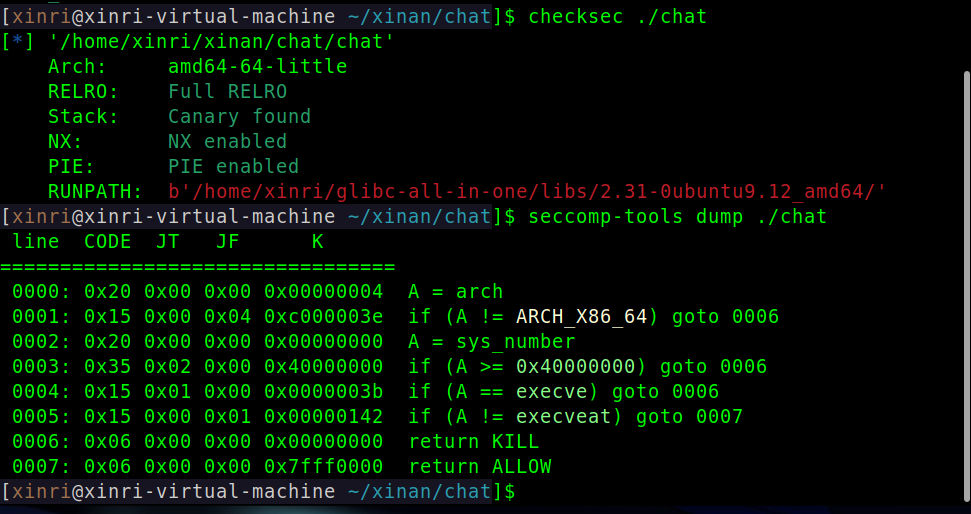 [xinri@xinri-virtual-machine ~/xinan/chat]$ checksec ./chat
[*] '/home/xinri/xinan/chat/chat'
    Arch:     amd64-64-little
    RELRO:    Full RELRO
    Stack:    Canary found
    NX:       NX enabled
    PIE:      PIE enabled
    RUNPATH:  b'/home/xinri/glibc-all-in-one/libs/2.31-0ubuntu9.12_amd64/'
[xinri@xinri-virtual-machine ~/xinan/chat]$ seccomp-tools dump ./chat
 line  CODE  JT   JF      K
=================================
 0000: 0x20 0x00 0x00 0x00000004  A = arch
 0001: 0x15 0x00 0x04 0xc000003e  if (A != ARCH_X86_64) goto 0006
 0002: 0x20 0x00 0x00 0x00000000  A = sys_number
 0003: 0x35 0x02 0x00 0x40000000  if (A >= 0x40000000) goto 0006
 0004: 0x15 0x01 0x00 0x0000003b  if (A == execve) goto 0006
 0005: 0x15 0x00 0x01 0x00000142  if (A != execveat) goto 0007
 0006: 0x06 0x00 0x00 0x00000000  return KILL
 0007: 0x06 0x00 0x00 0x7fff0000  return ALLOW
[xinri@xinri-virtual-machine ~/xinan/chat]$